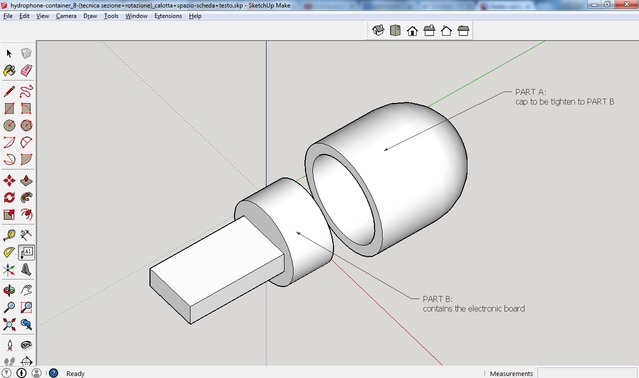 hydrophone-container_8-(tecnica sezione+rotazione)_calotta+spazio-scheda+testo.skp - SketchUp Make
File Edit View Camera Draw Tools Window Extensions Help
PART A:
cap to be tighten to PART B
PART B:
contains the electronic board
Ready
Measurements